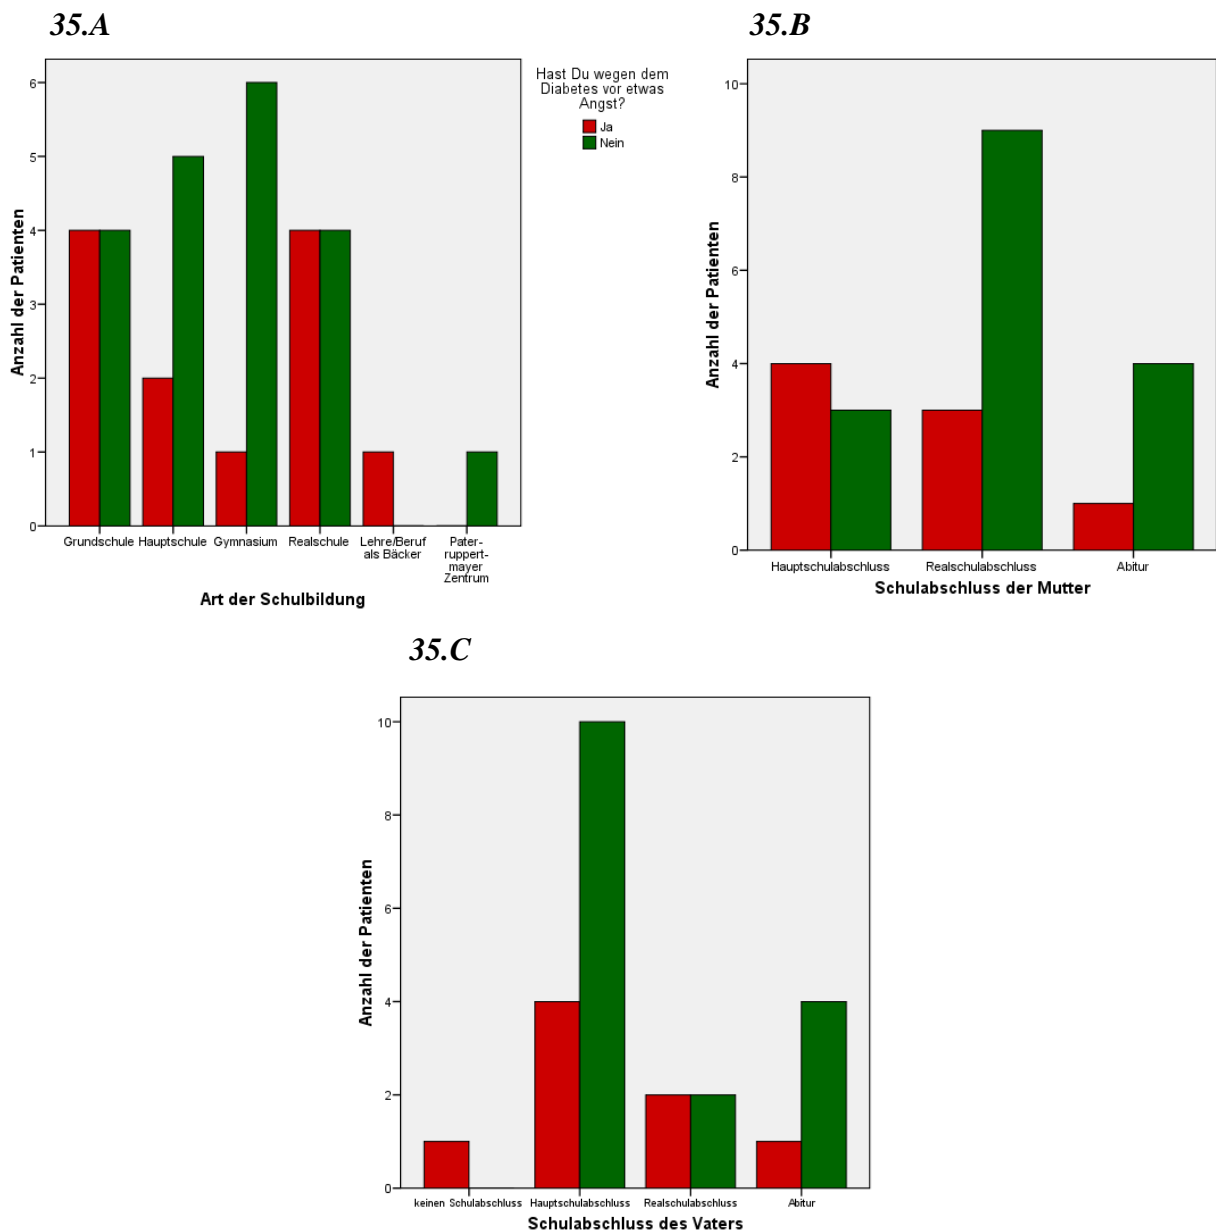 35.A
6
5
4
3
2
1
0
Anzahl der Patienten
Grundschule
Hauptschule
Gymnasium
Realschule
Lehre/Beruf
als Bäcker
Pater-
ruppert-
mayer
Zentrum
Art der Schulbildung
Hast Du wegen dem
Diabetes vor etwas
Angst?
Ja
Nein
35.B
10
8
6
4
2
0
Anzahl der Patienten
Hauptschulabschluss
Realschulabschluss
Abitur
Schulabschluss der Mutter
35.C
10
8
6
4
2
0
Anzahl der Patienten
keinen Schulabschluss
Hauptschulabschluss
Realschulabschluss
Abitur
Schulabschluss des Vaters